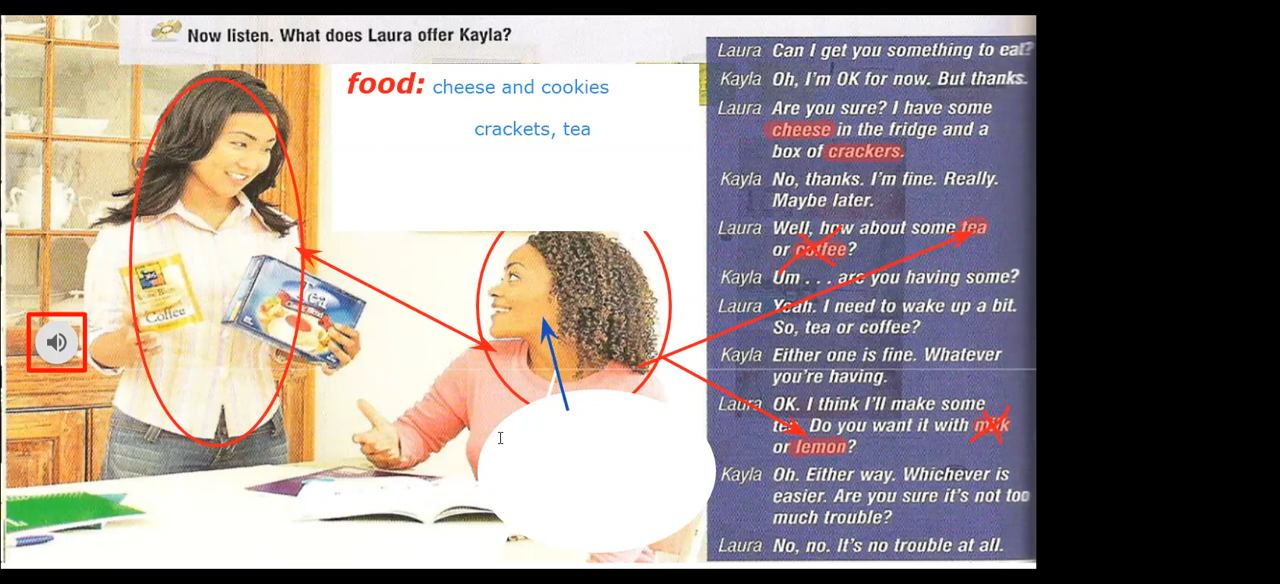 Now listen. What does Laura offer Kayla?
food: cheese and cookies
crackets, tea
Coffee
Laura Can I get you something to eat?
Kayla Oh, I'm OK for now. But thanks.
Laura Are you sure? I have some
cheese in the fridge and a
box of crackers.
Kayla No, thanks. I'm fine. Really.
Maybe later.
Laura Well, how about some tea
or coffee?
Kayla Um . . . are you having some?
Laura Yeah. I need to wake up a bit.
So, tea or coffee?
Kayla Either one is fine. Whatever
you're having.
Laura OK. I think I'll make some
tea. Do you want it with milk
or lemon?
Kayla Oh. Either way. Whichever is
easier. Are you sure it's not too
much trouble?
Laura No, no. It's no trouble at all.